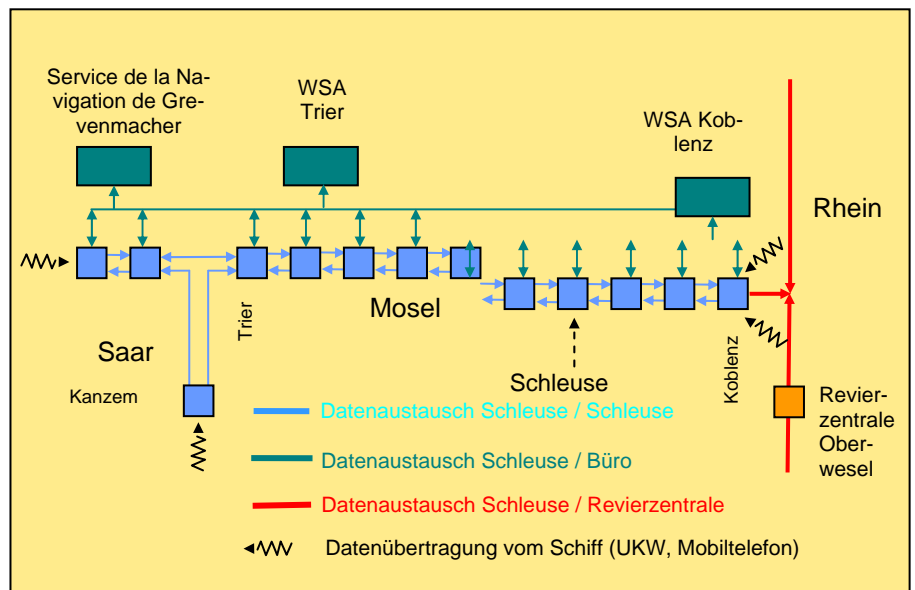 Service de la Na-
vigation de Gre-
venmacher
WSA
Trier
WSA Kob-
lenz
Rhein
Mosel
Trier
Saar
Kanzem
Schleuse
Koblenz
Revier-
zentrale
Ober-
wesel
Datenaustausch Schleuse / Schleuse
Datenaustausch Schleuse / Büro
Datenaustausch Schleuse / Revierzentrale
Datenübertragung vom Schiff (UKW, Mobiltelefon)